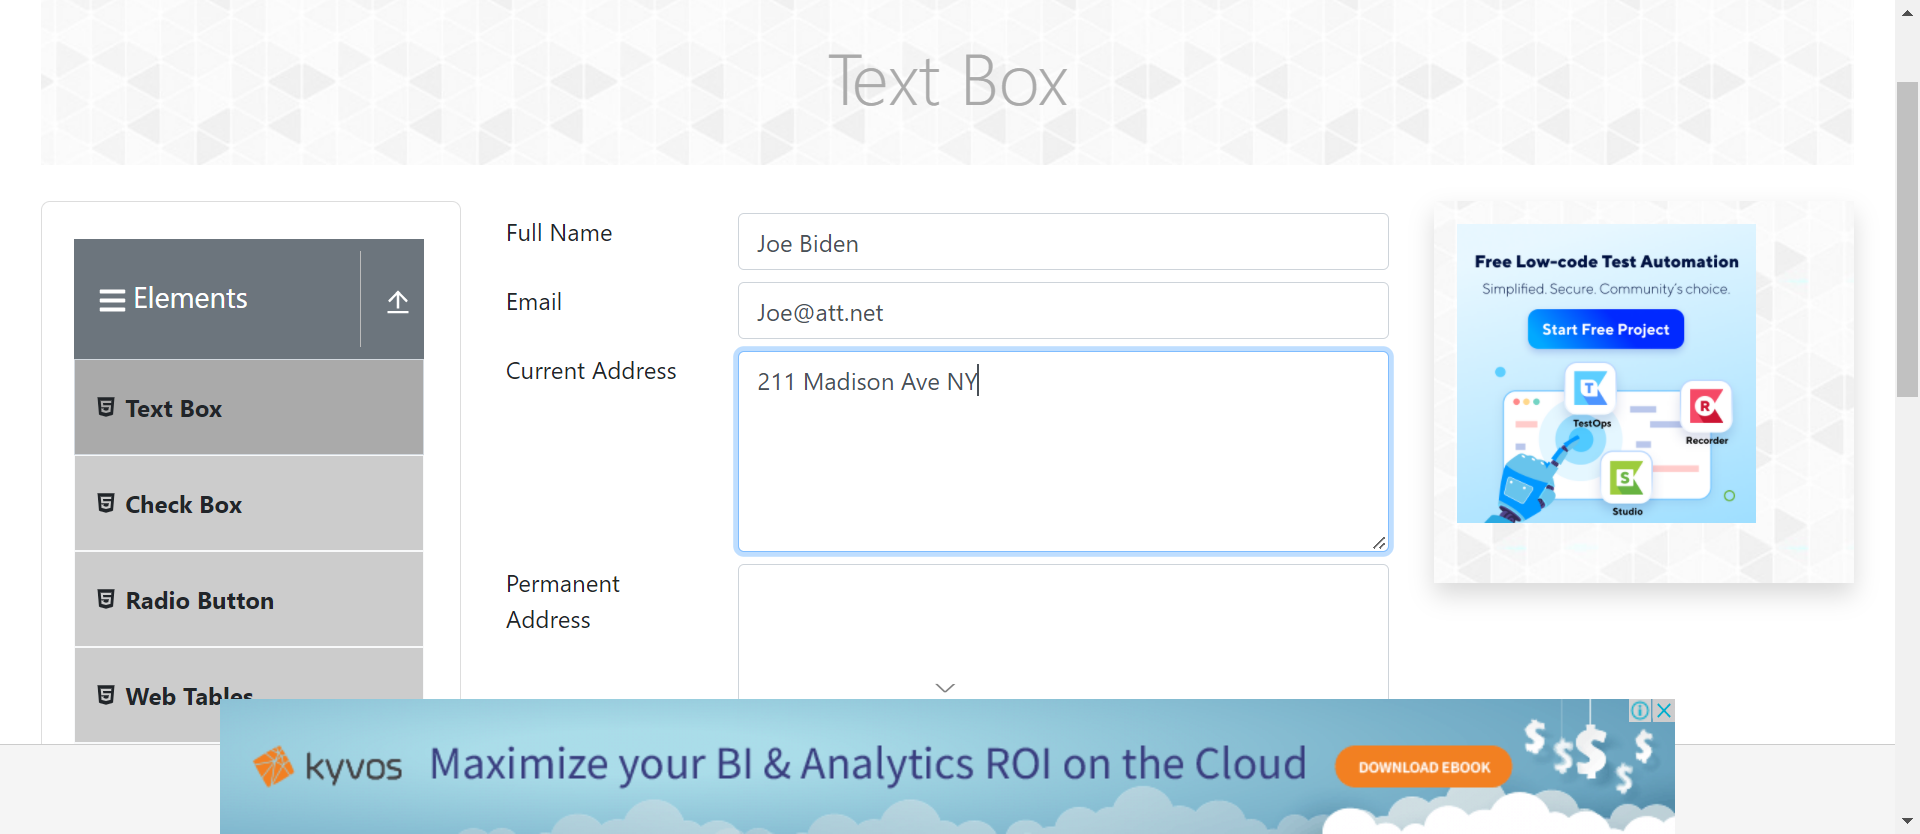 Text Box
Elements
Text Box
Check Box
Radio Button
Web Tables
Full Name
Joe Biden
Email
Joe@att.net
Current Address
211 Madison Ave NY
Permanent
Address
Free Low-code Test Automation
Simplified. Secure. Community's choice.
Start Free Project
T
TestOps
R
Recorder
S
Studio
kyvos
Maximize your BI & Analytics ROI on the Cloud
DOWNLOAD EBOOK
$ $ $ $ $